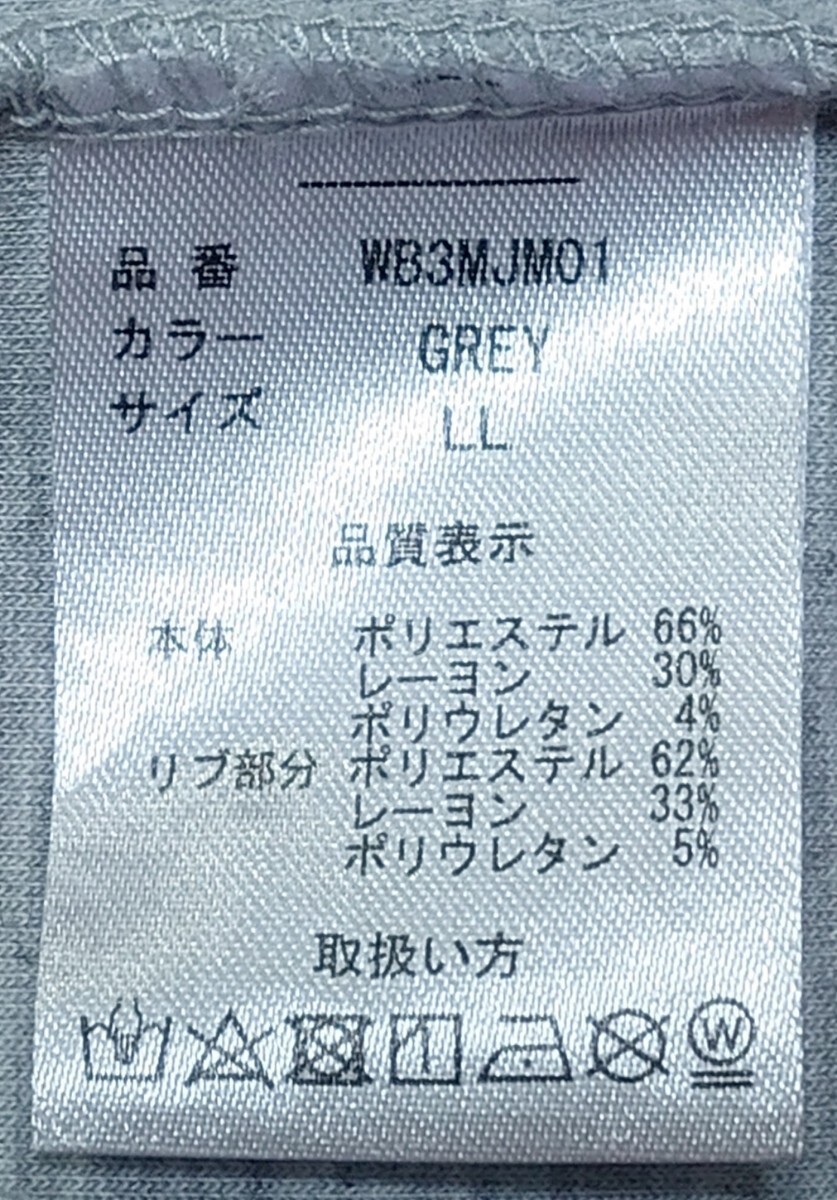 品番 WB3MJM01
カラー GREY
サイズ LL
品質表示
本体 ポリエステル 66%
レーヨン 30%
ポリウレタン 4%
リブ部分 ポリエステル 62%
レーヨン 33%
ポリウレタン 5%
取扱い方
W